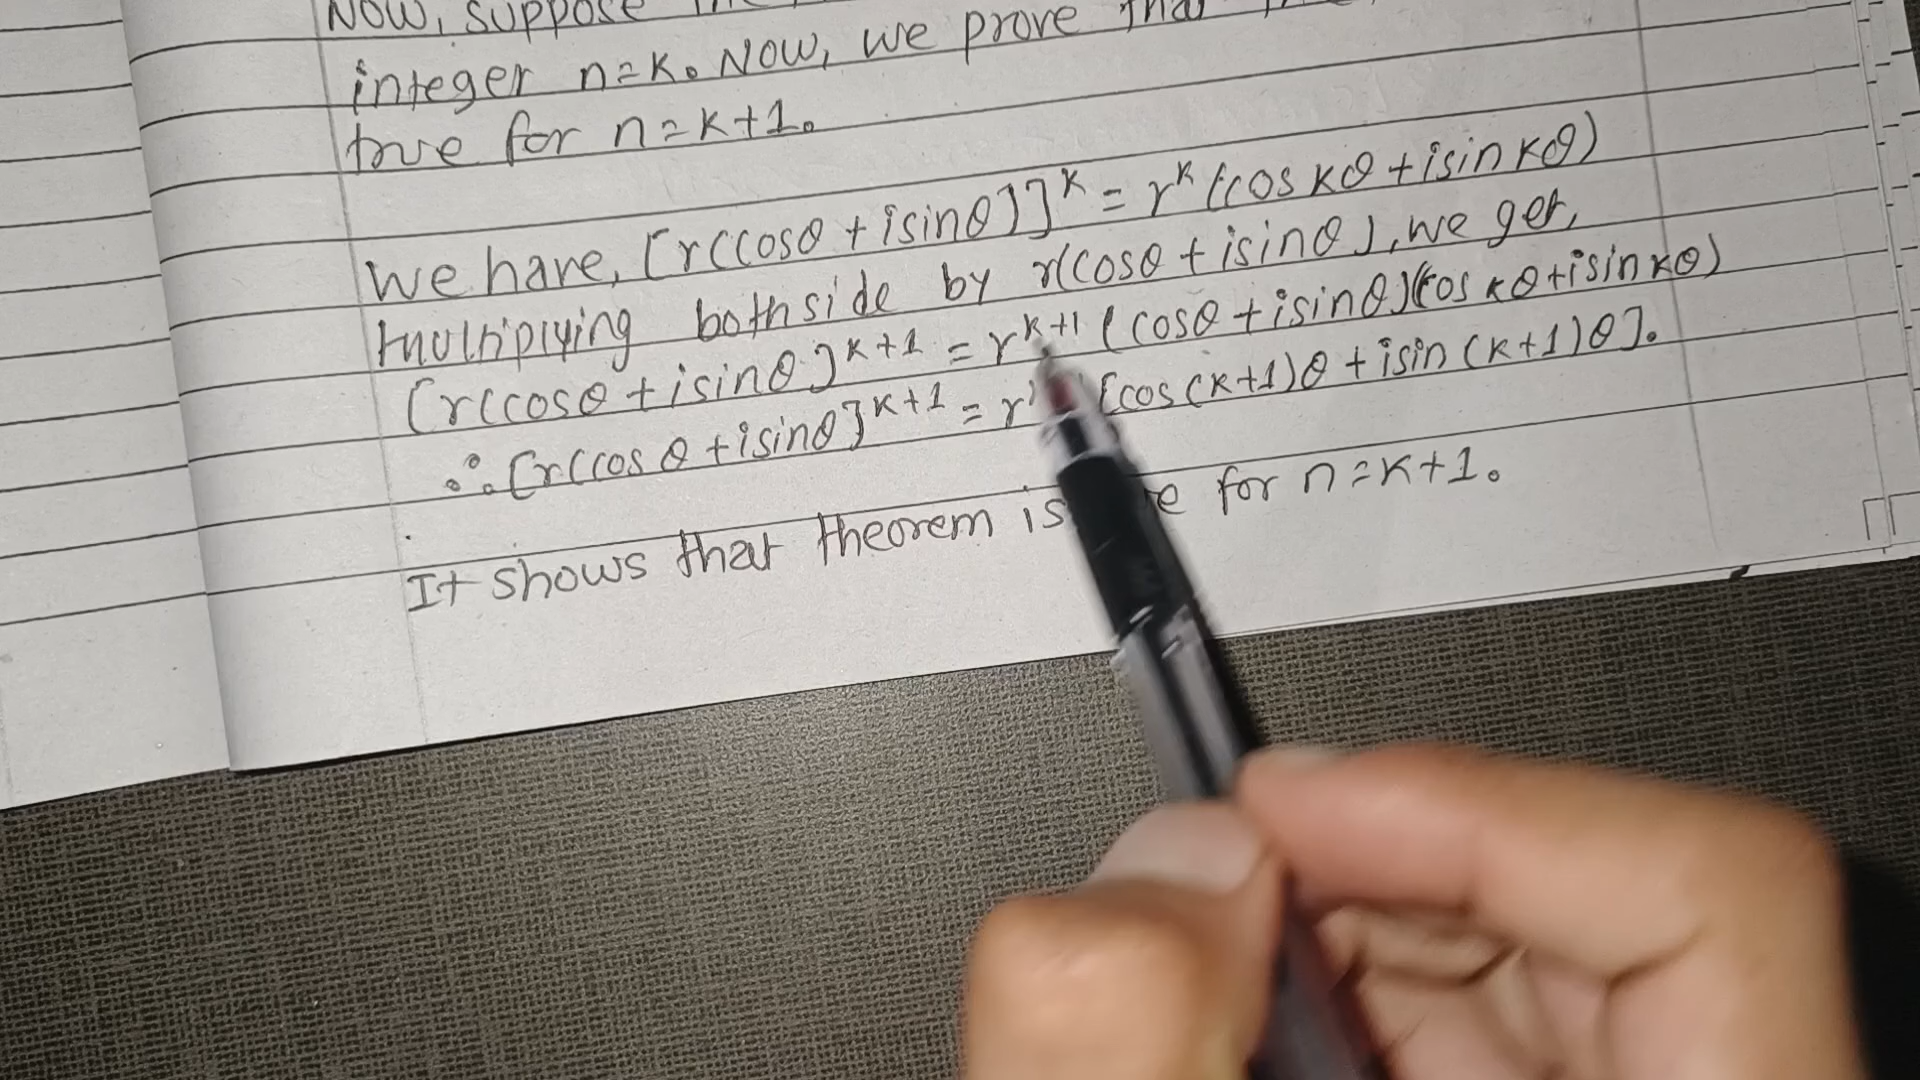 Now, suppose
integer n=k. Now, we prove that
true for n=k+1.
We have, [r(cosθ + isinθ)]^k = r^k (cos kθ + isin kθ)
Multiplying bothside by r(cosθ + isinθ), we get,
[r(cosθ + isinθ]^k+1 = r^k+1 (cosθ + isinθ)(cos kθ + isin kθ)
∴ [r(cos θ + isinθ]^k+1 = r [cos (k+1)θ + isin (k+1)θ].
It shows that theorem is for n=k+1.